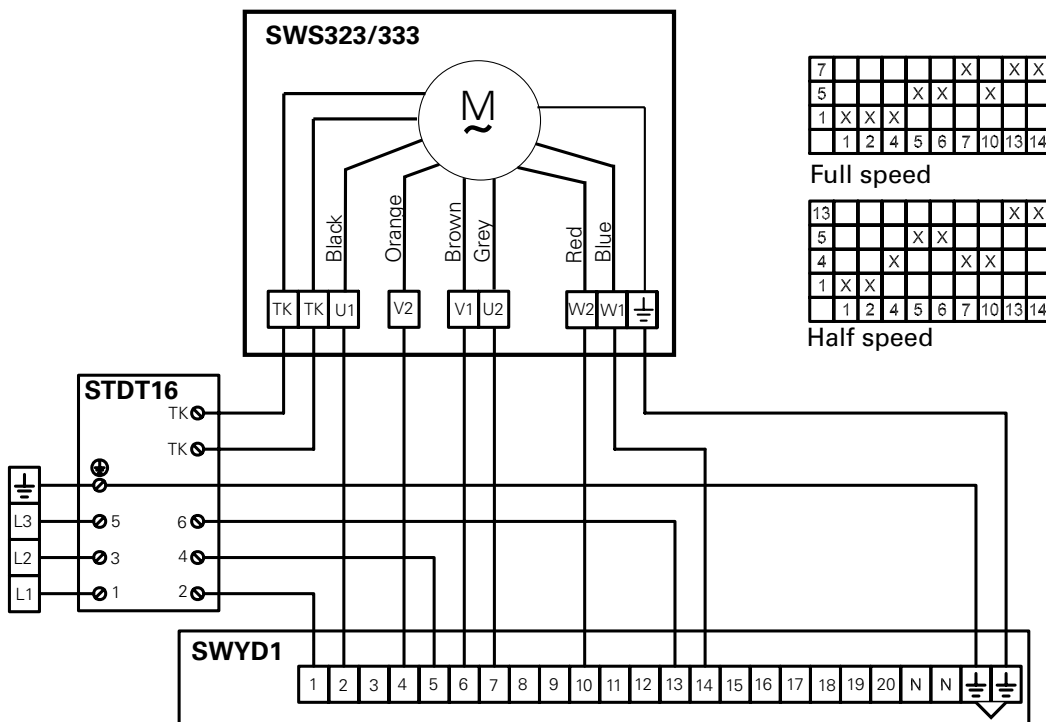 SWS323/333
M
~
Black
Orange
Brown
Grey
Red
Blue
TK TK U1 V2 V1 U2 W2 W1
7 X X X
5 X X X
1 X X X
1 2 4 5 6 7 10 13 14
Full speed
13 X X
5 X X
4 X X X
1 X X
1 2 4 5 6 7 10 13 14
Half speed
STDT16
TK
TK
L3 5 6
L2 3 4
L1 1 2
SWYD1
1 2 3 4 5 6 7 8 9 10 11 12 13 14 15 16 17 18 19 20 N N